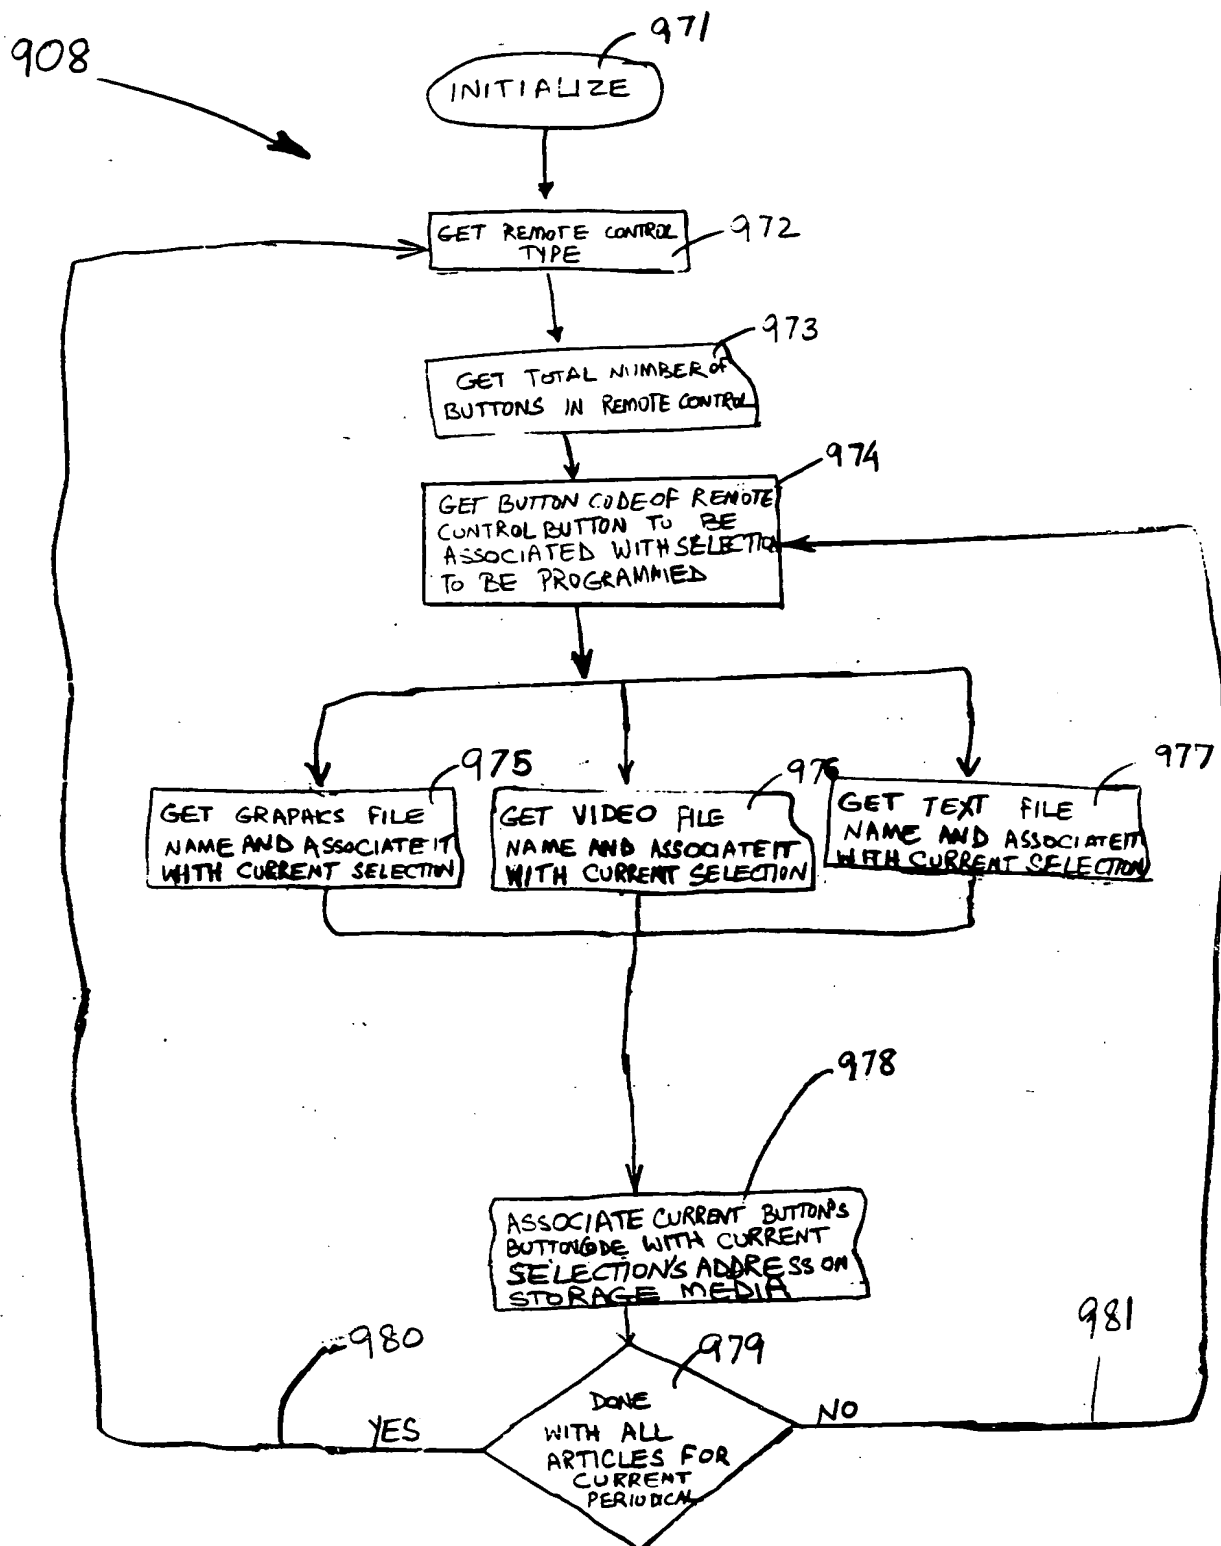 908
971
INITIALIZE
GET REMOTE CONTROL
TYPE
972
973
GET TOTAL NUMBER of
BUTTONS IN REMOTE CONTROL
974
GET BUTTON CODE OF REMOTE
CONTROL BUTTON TO BE
ASSOCIATED WITH SELECTION
TO BE PROGRAMMED
975
GET GRAPHICS FILE
NAME AND ASSOCIATE IT
WITH CURRENT SELECTION
976
GET VIDEO FILE
NAME AND ASSOCIATE IT
WITH CURRENT SELECTION
977
GET TEXT FILE
NAME AND ASSOCIATE IT
WITH CURRENT SELECTION
978
ASSOCIATE CURRENT BUTTON'S
BUTTONCODE WITH CURRENT
SELECTION'S ADDRESS ON
STORAGE MEDIA
980
979
981
YES
NO
DONE
WITH ALL
ARTICLES FOR
CURRENT
PERIODICAL